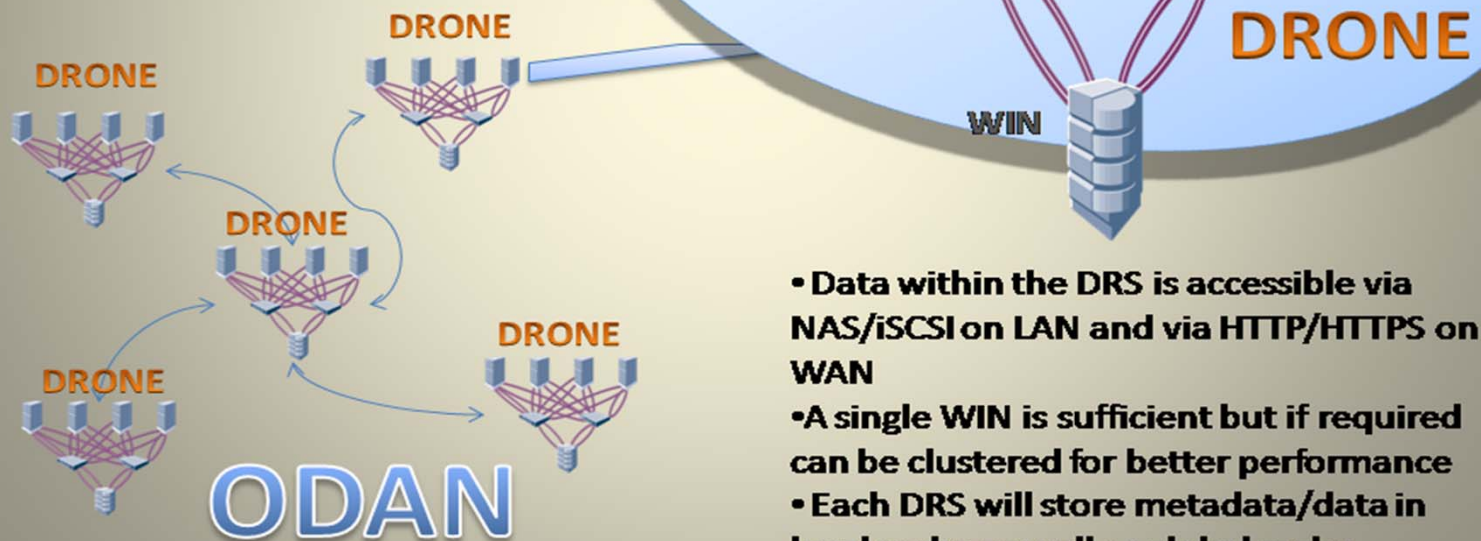 DRONE
DRONE
DRONE
WIN
DRONE
DRONE
DRONE
ODAN
• Data within the DRS is accessible via
NAS/iSCSI on LAN and via HTTP/HTTPS on
WAN
•A single WIN is sufficient but if required
can be clustered for better performance
• Each DRS will store metadata/data in